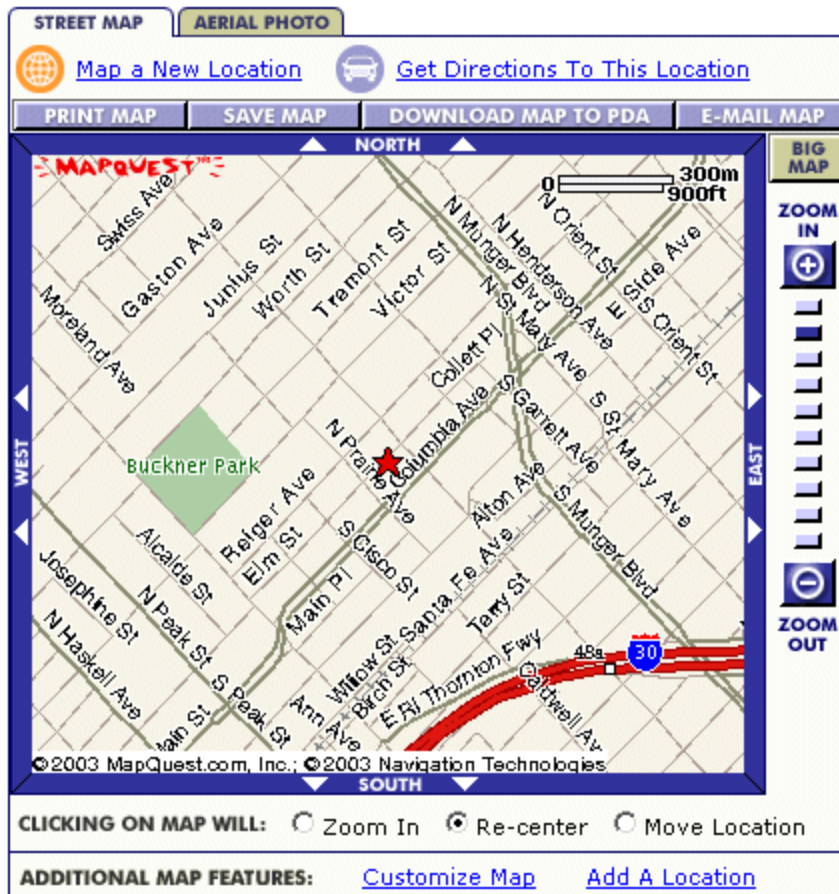 STREET MAP AERIAL PHOTO
Map a New Location Get Directions To This Location
PRINT MAP SAVE MAP DOWNLOAD MAP TO PDA E-MAIL MAP
NORTH
BIG
MAP
MAPQUEST
0 300m
900ft
ZOOM
IN
Swiss Ave
Gaston Ave
Junius St
Worth St
Tremont St
Victor St
N Munger Blvd
N Henderson Ave
N Orient St
E Side Ave
S S Orient St
Moreland Ave
N St Mary Ave
Collett Pl
Columbia Ave
S Garrett Ave
S St Mary Ave
N Prairie Ave
Buckner Park
WEST
EAST
Reiger Ave
Elm St
Alcalde St
S Cisco St
Alton Ave
S Munger Blvd
Josephine St
N Peak St
Main Pl
Santa Fe Ave
Terry St
N Haskell Ave
Willow St
Birch St
S Peak St
Ann Ave
E Rl Thornton Fwy
48a
30
Caldwell Av
ain St
ZOOM
OUT
©2003 MapQuest.com, Inc.; ©2003 Navigation Technologies
SOUTH
CLICKING ON MAP WILL: Zoom In Re-center Move Location
ADDITIONAL MAP FEATURES: Customize Map Add A Location